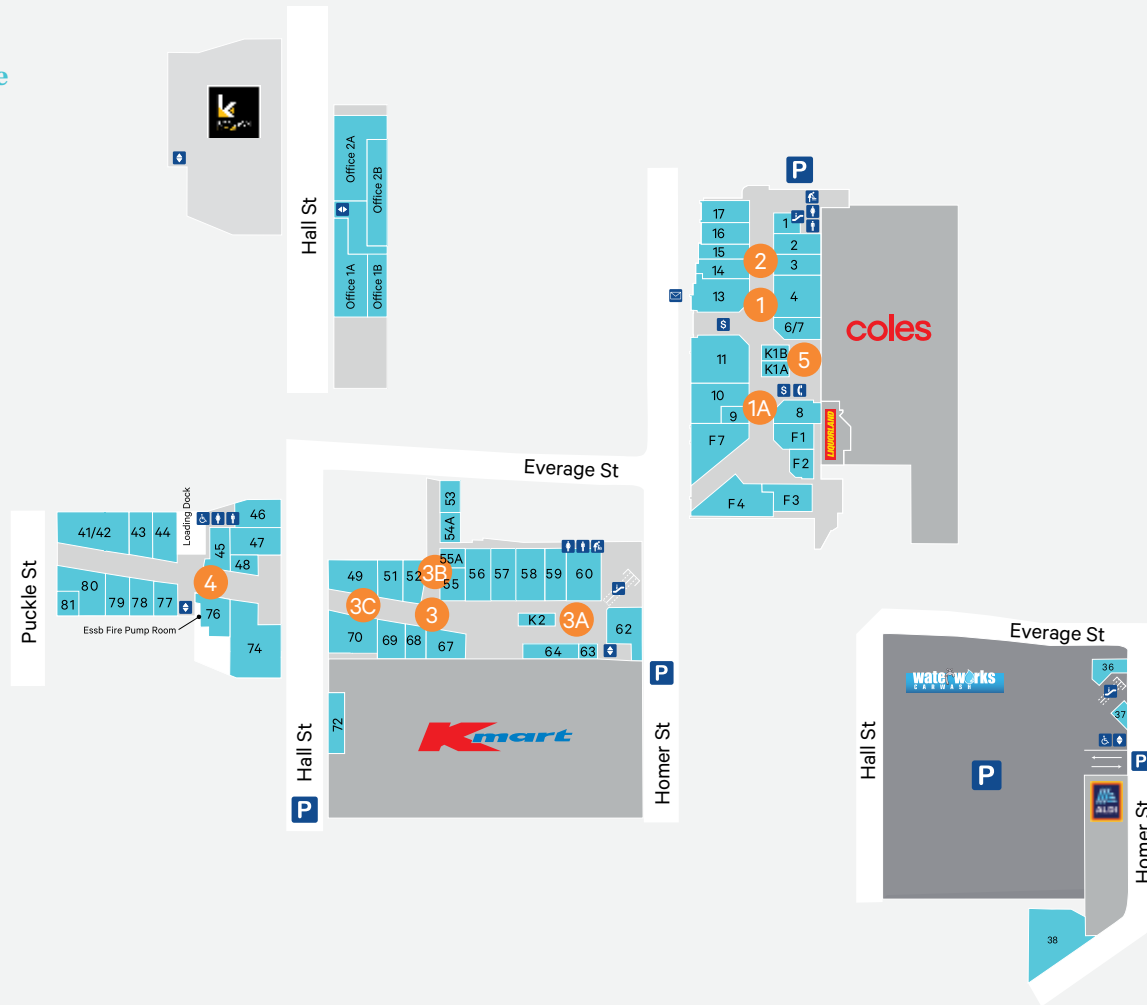 e
k
Hall St
Office 2A
Office 2B
Office 1A
Office 1B
P
17
16
15
14
13
11
10
9
F7
F4
F3
1
2
3
4
6/7
K1B
K1A
8
F1
F2
2
1
5
1A
S
S
coles
LIQUORLAND
Everage St
Puckle St
41/42
43
44
Loading Dock
45
46
47
48
4
80
81
79
78
77
76
74
Essb Fire Pump Room
53
54A
55A
55
49
51
52
56
57
58
59
60
3B
3C
3
3A
K2
62
70
69
68
67
64
63
72
Kmart
Hall St
P
P
Homer St
Everage St
waterworks
CARWASH
36
37
Hall St
P
P
ALDI
Homer St
38